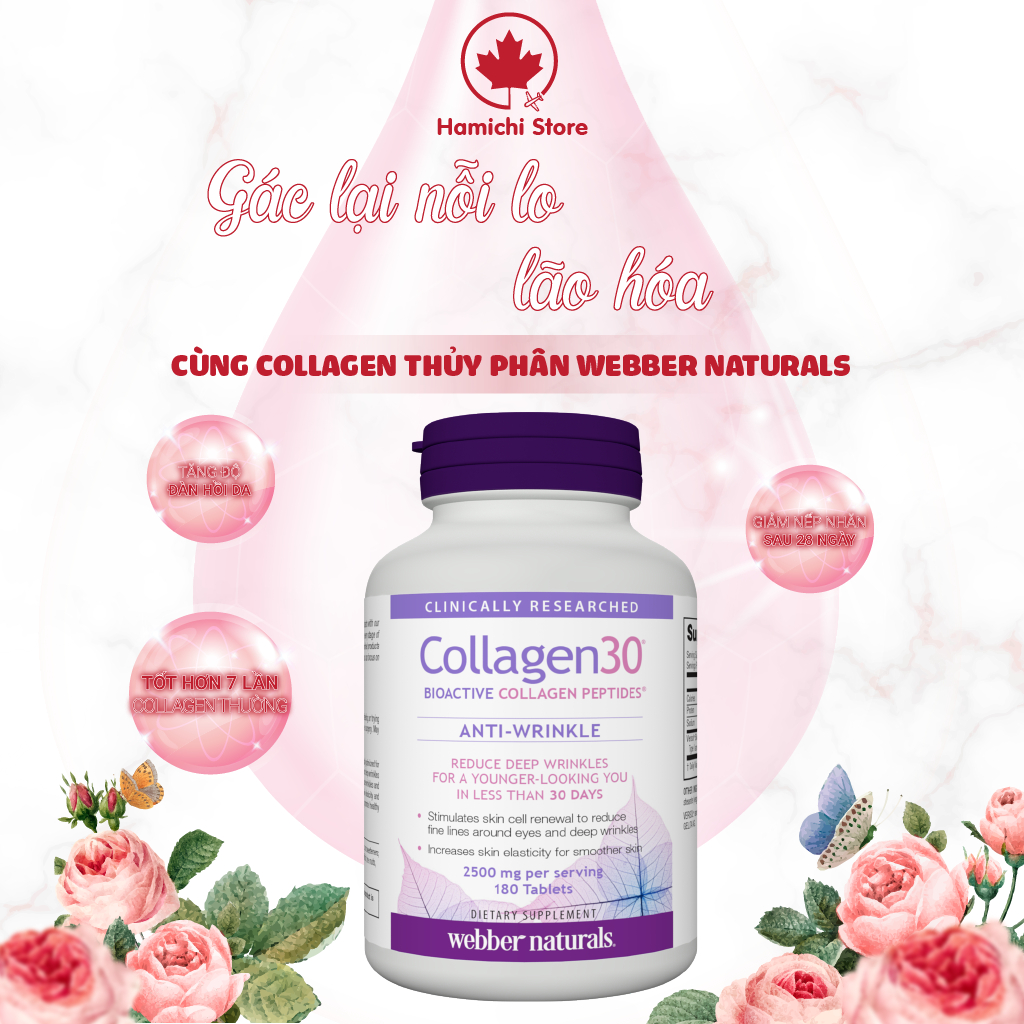 Hamichi Store
Gác lại nỗi lo
lão hóa
CÙNG COLLAGEN THỦY PHÂN WEBBER NATURALS
TĂNG ĐỘ
ĐÀN HỒI DA
GIẢM NẾP NHĂN
SAU 28 NGÀY
TỐT HƠN 7 LẦN
COLLAGEN THƯỜNG
CLINICALLY RESEARCHED
Collagen30®
BIOACTIVE COLLAGEN PEPTIDES®
ANTI-WRINKLE
REDUCE DEEP WRINKLES
FOR A YOUNGER-LOOKING YOU
IN LESS THAN 30 DAYS
• Stimulates skin cell renewal to reduce
fine lines around eyes and deep wrinkles
• Increases skin elasticity for smoother skin
2500 mg per serving
180 Tablets
DIETARY SUPPLEMENT
webber naturals.